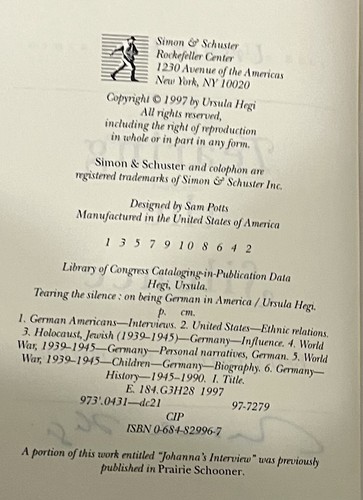 Simon & Schuster
Rockefeller Center
1230 Avenue of the Americas
New York, NY 10020
Copyright © 1997 by Ursula Hegi
All rights reserved,
including the right of reproduction
in whole or in part in any form.
Simon & Schuster and colophon are
registered trademarks of Simon & Schuster Inc.
Designed by Sam Potts
Manufactured in the United States of America
1 3 5 7 9 10 8 6 4 2
Library of Congress Cataloging-in-Publication Data
Hegi, Ursula.
Tearing the silence : on being German in America / Ursula Hegi.
p. cm.
1. German Americans—Interviews. 2. United States—Ethnic relations.
3. Holocaust, Jewish (1939–1945)—Germany—Influence. 4. World
War, 1939–1945—Germany—Personal narratives, German. 5. World
War, 1939–1945—Children—Germany—Biography. 6. Germany—
History—1945–1990. I. Title.
E. 184.G3H28 1997
973'.0431—dc21 97-7279
CIP
ISBN 0-684-82996-7
A portion of this work entitled "Johanna's Interview" was previously
published in Prairie Schooner.